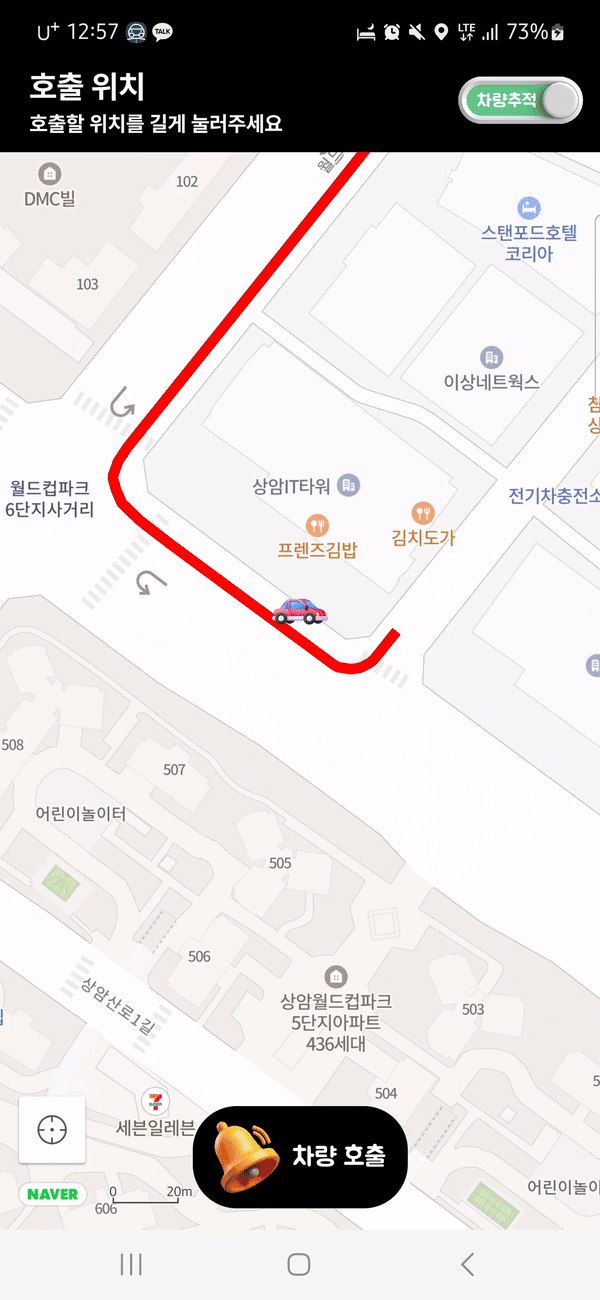 U+ 12:57 TALK LTE 73%
호출 위치
호출할 위치를 길게 눌러주세요
차량추적
102
DMC빌
스탠포드호텔
코리아
103
이상네트웍스
월드컵파크
6단지사거리
상암IT타워
전기차충전소
프렌즈김밥
김치도가
508
507
어린이놀이터
505
506
상암월드컵파크
5단지아파트
436세대
503
상암산로1길
504
세븐일레븐
차량 호출
NAVER
0 20m
606
어린이놀이